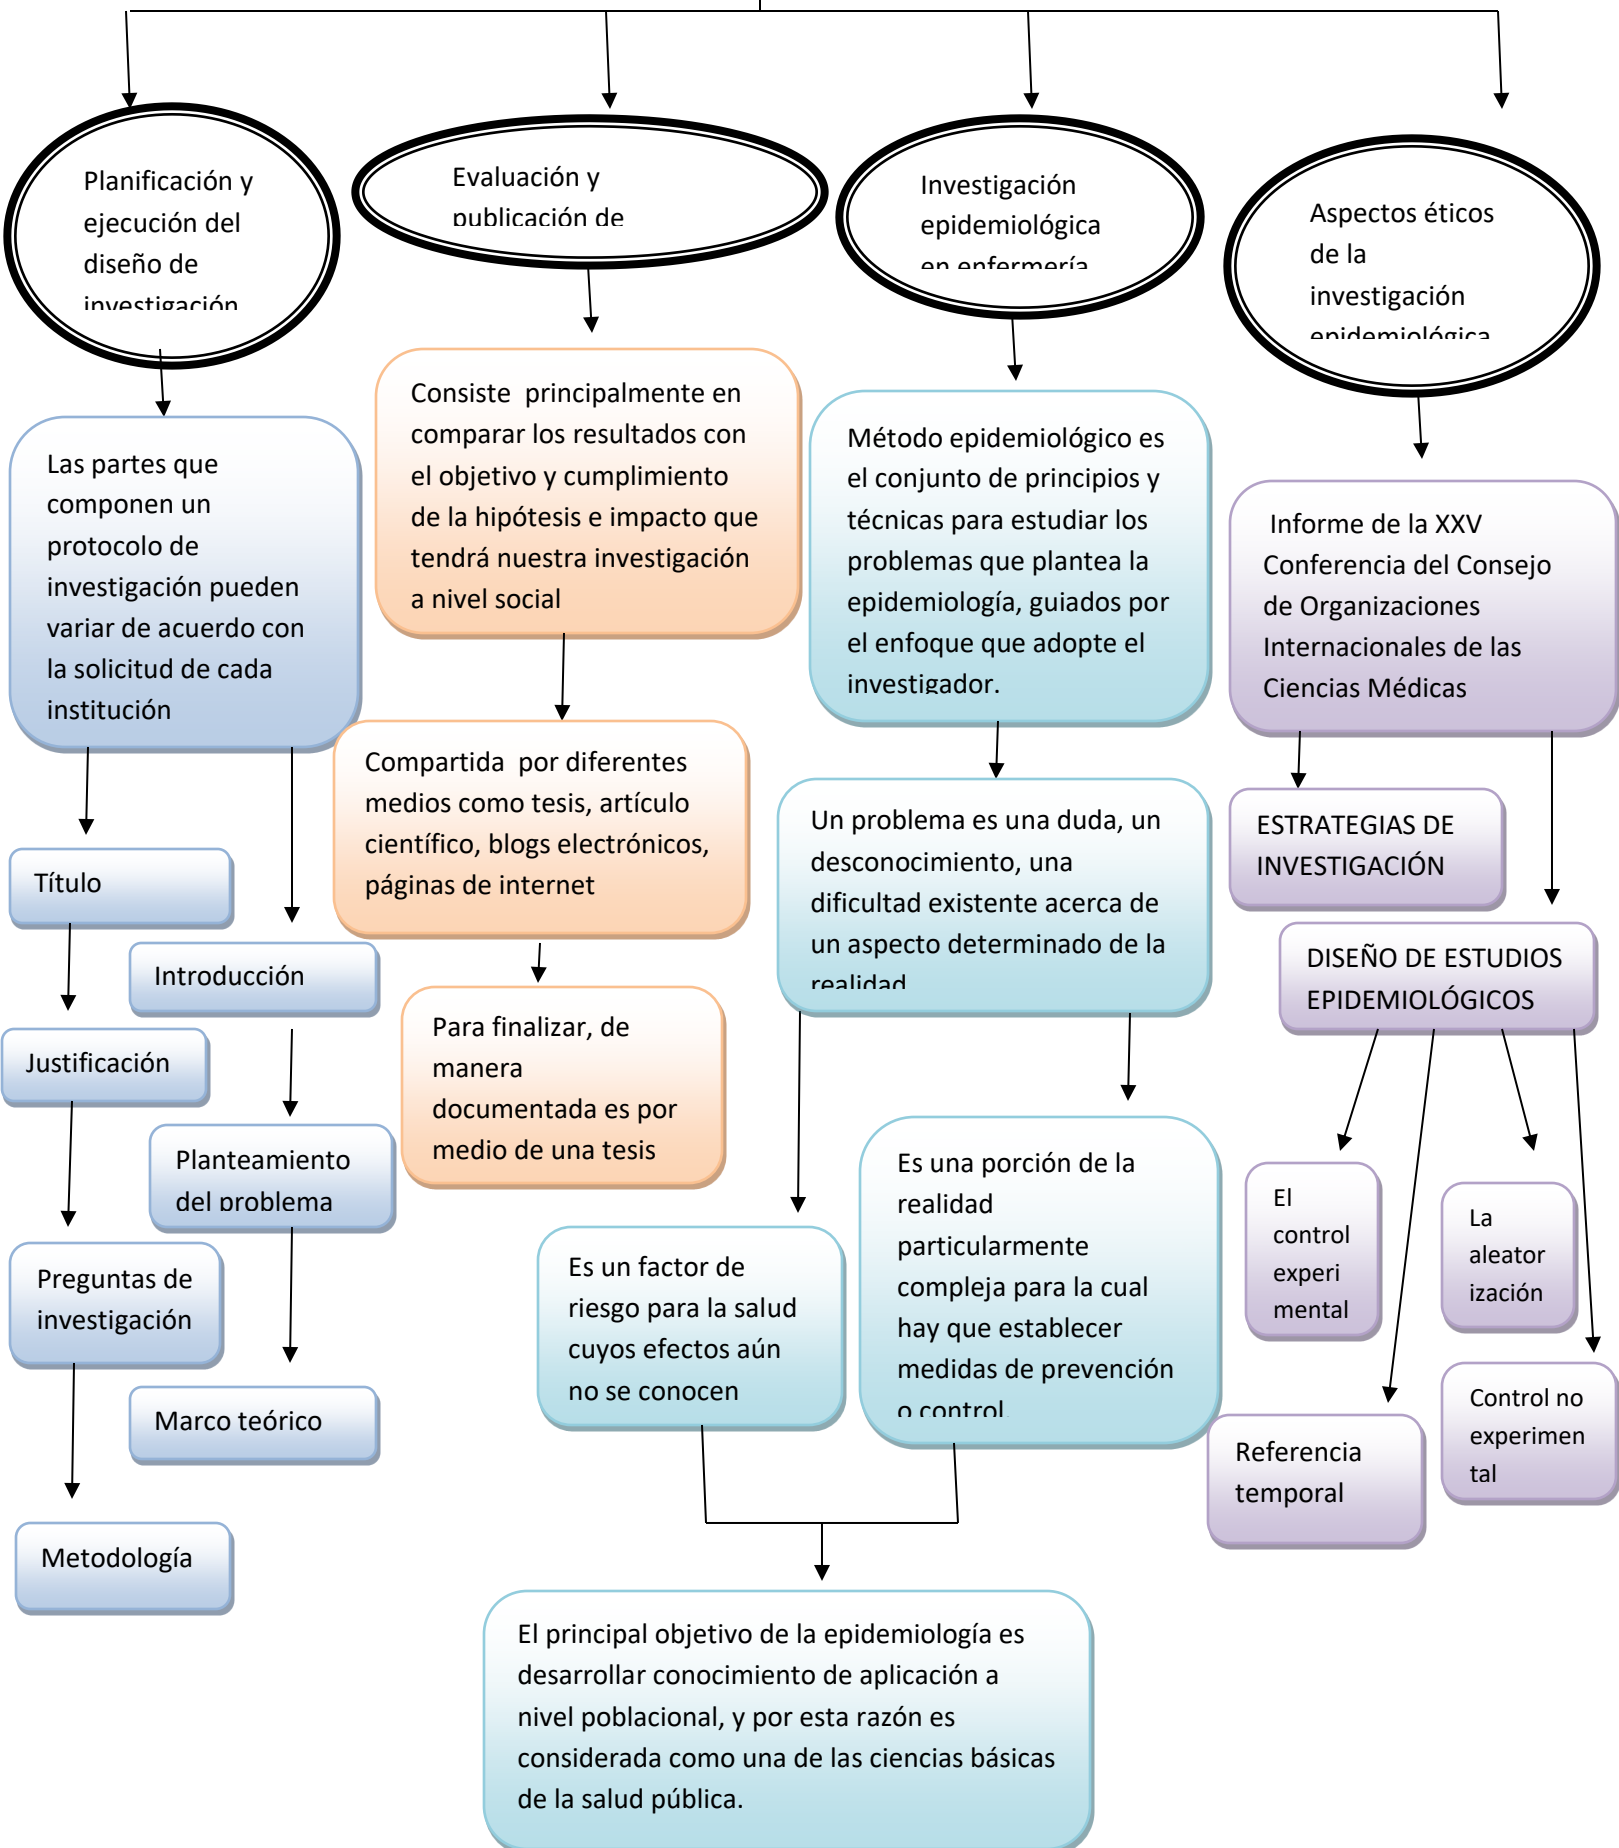 Planificación y
ejecución del
diseño de
investigación
Evaluación y
publicación de
Investigación
epidemiológica
en enfermería
Aspectos éticos
de la
investigación
epidemiológica
Las partes que
componen un
protocolo de
investigación pueden
variar de acuerdo con
la solicitud de cada
institución
Título
Introducción
Justificación
Planteamiento
del problema
Preguntas de
investigación
Marco teórico
Metodología
Consiste principalmente en
comparar los resultados con
el objetivo y cumplimiento
de la hipótesis e impacto que
tendrá nuestra investigación
a nivel social
Compartida por diferentes
medios como tesis, artículo
científico, blogs electrónicos,
páginas de internet
Para finalizar, de
manera
documentada es por
medio de una tesis
Método epidemiológico es
el conjunto de principios y
técnicas para estudiar los
problemas que plantea la
epidemiología, guiados por
el enfoque que adopte el
investigador.
Un problema es una duda, un
desconocimiento, una
dificultad existente acerca de
un aspecto determinado de la
realidad
Es un factor de
riesgo para la salud
cuyos efectos aún
no se conocen
Es una porción de la
realidad
particularmente
compleja para la cual
hay que establecer
medidas de prevención
o control.
El principal objetivo de la epidemiología es
desarrollar conocimiento de aplicación a
nivel poblacional, y por esta razón es
considerada como una de las ciencias básicas
de la salud pública.
Informe de la XXV
Conferencia del Consejo
de Organizaciones
Internacionales de las
Ciencias Médicas
ESTRATEGIAS DE
INVESTIGACIÓN
DISEÑO DE ESTUDIOS
EPIDEMIOLÓGICOS
El
control
experi
mental
La
aleator
ización
Referencia
temporal
Control no
experimen
tal